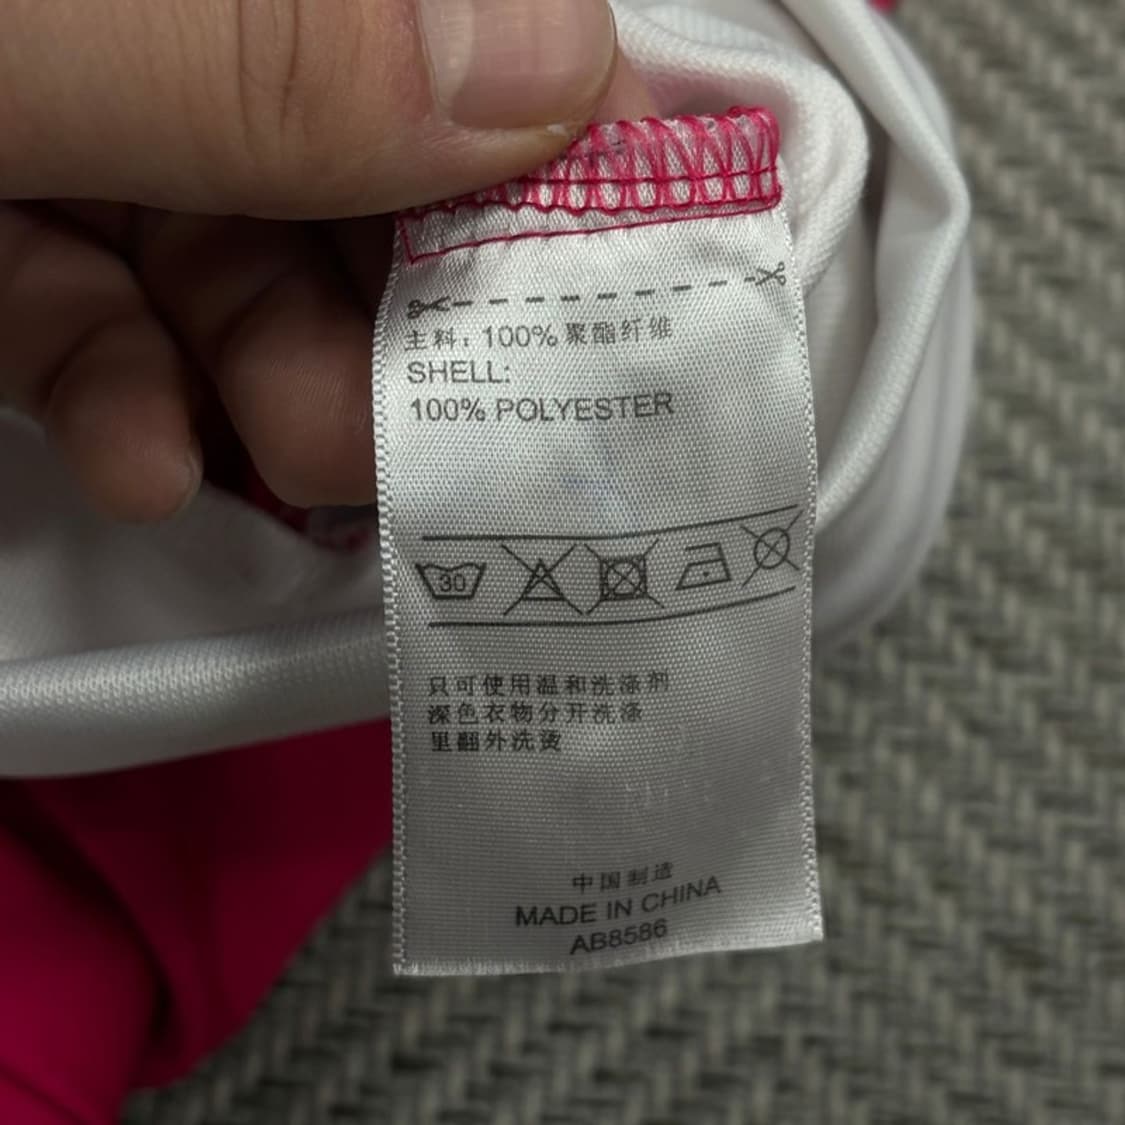 主料：100%聚酯纤维
SHELL:
100% POLYESTER
30
只可使用温和洗涤剂
深色衣物分开洗涤
里翻外洗烫
中国制造
MADE IN CHINA
AB8586